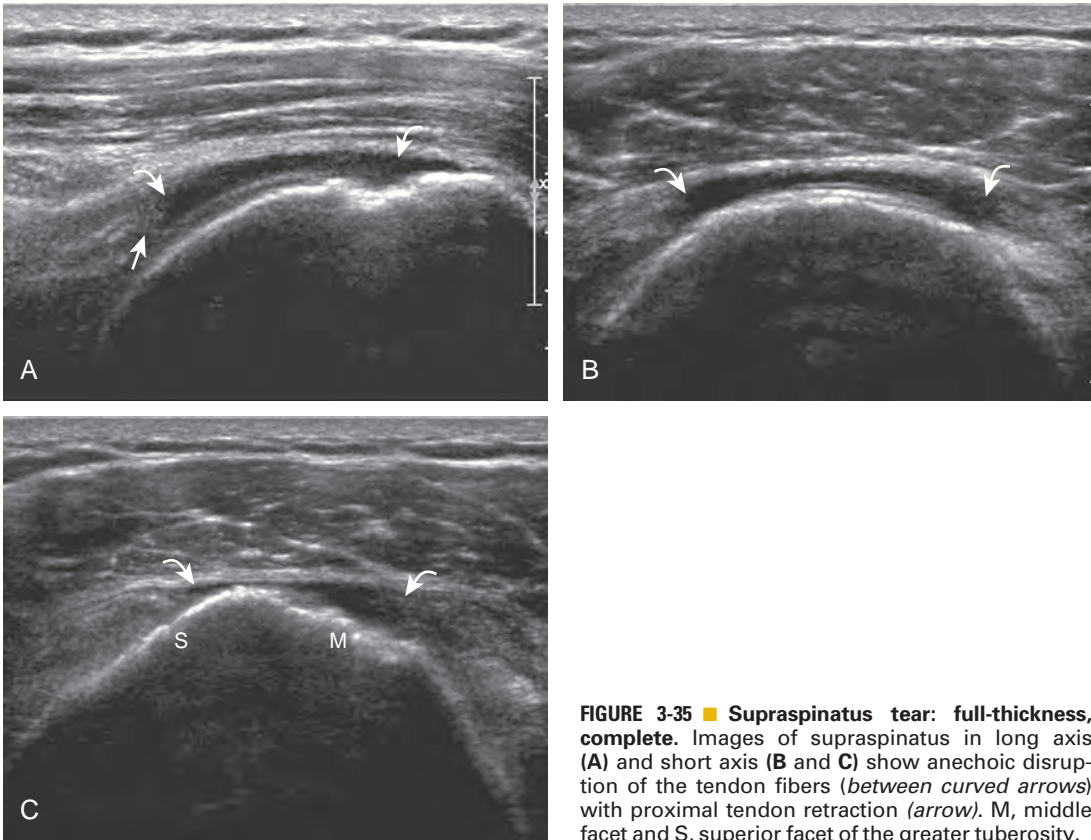 A
B
C
S
M
FIGURE 3-35 ■ Supraspinatus tear: full-thickness,
complete. Images of supraspinatus in long axis
(A) and short axis (B and C) show anechoic disrup-
tion of the tendon fibers (between curved arrows)
with proximal tendon retraction (arrow). M, middle
facet and S, superior facet of the greater tuberosity.